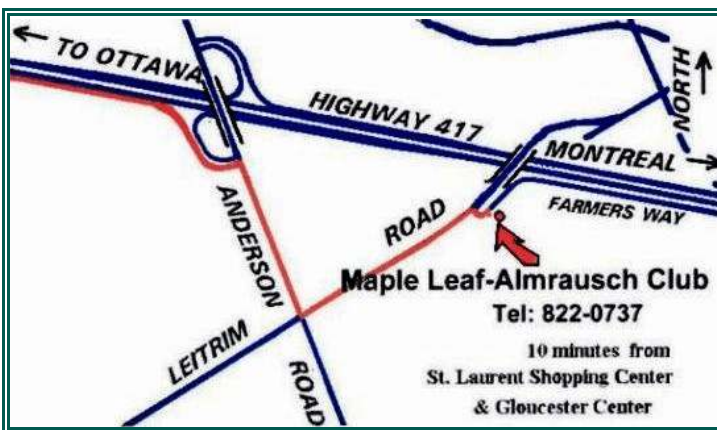 TO OTTAWA
HIGHWAY 417
NORTH
MONTREAL
FARMERS WAY
ANDERSON
ROAD
LEITRIM
ROAD
Maple Leaf-Almrausch Club
Tel: 822-0737
10 minutes from
St. Laurent Shopping Center
& Gloucester Center